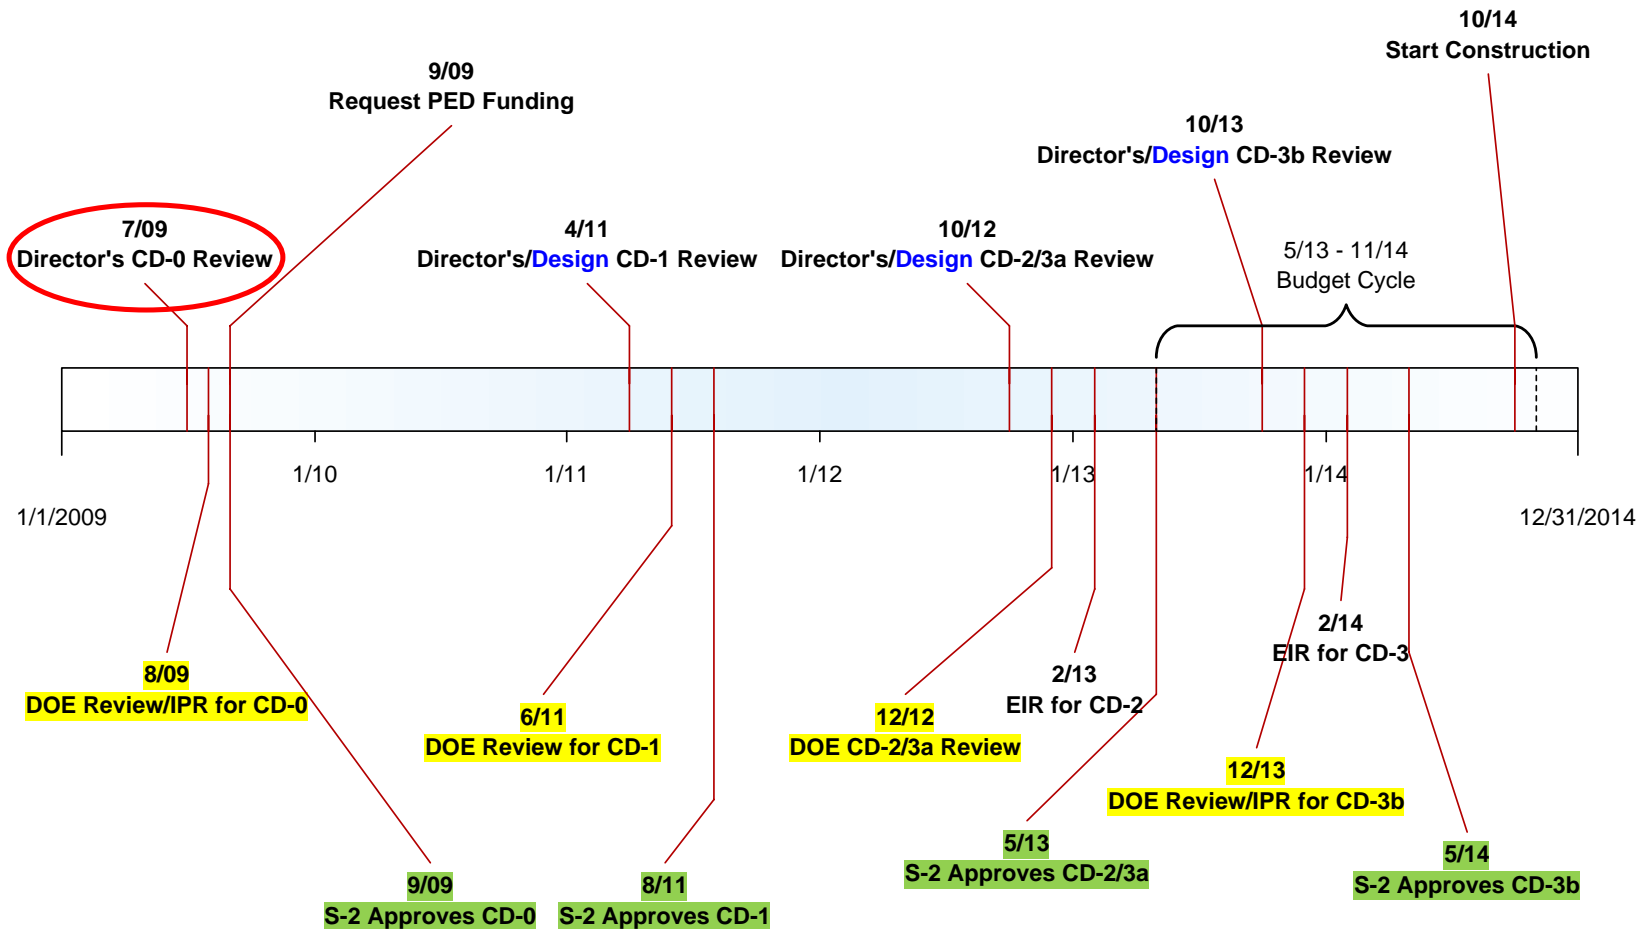 10/14
Start Construction
9/09
Request PED Funding
10/13
Director's/Design CD-3b Review
7/09
Director's CD-0 Review
4/11
Director's/Design CD-1 Review
10/12
Director's/Design CD-2/3a Review
5/13 - 11/14
Budget Cycle
1/10
1/11
1/12
1/13
1/14
1/1/2009
12/31/2014
8/09
DOE Review/IPR for CD-0
6/11
DOE Review for CD-1
12/12
DOE CD-2/3a Review
2/13
EIR for CD-2
2/14
EIR for CD-3
12/13
DOE Review/IPR for CD-3b
9/09
S-2 Approves CD-0
8/11
S-2 Approves CD-1
5/13
S-2 Approves CD-2/3a
5/14
S-2 Approves CD-3b